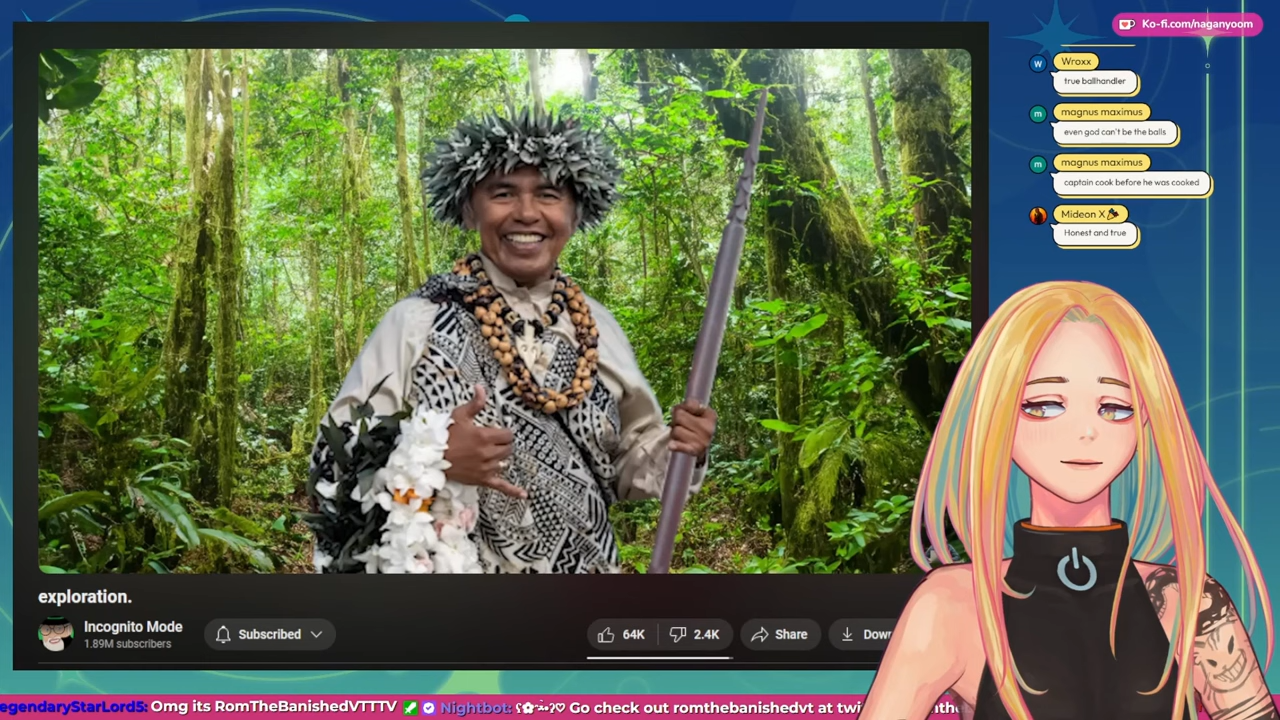 Ko-fi.com/naganyoom
W
Wroxx
true ballhandler
m
magnus maximus
even god can't be the balls
m
magnus maximus
captain cook before he was cooked
Mideon X
Honest and true
exploration.
Incognito Mode
1.89M subscribers
Subscribed
64K
2.4K
Share
Down
egendaryStarLordS: Omg its RomTheBanishedVTTTV Nightbot: Go check out romthebanishedvt at twi